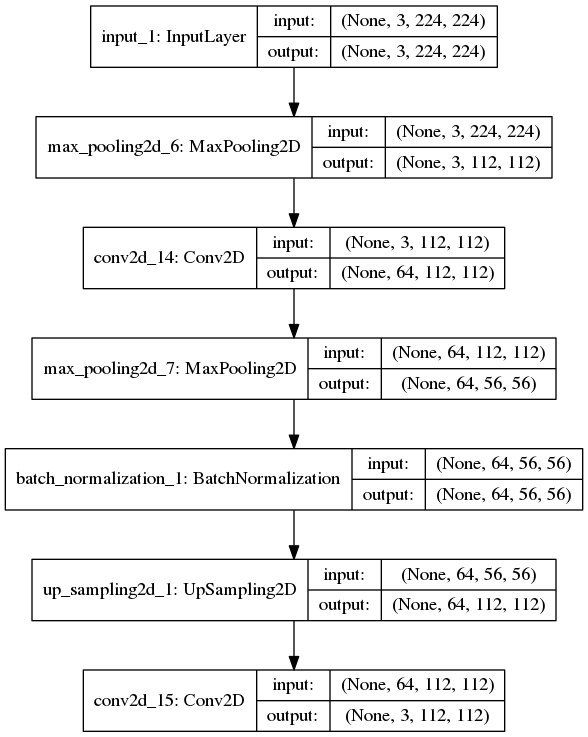 input_1: InputLayer
input: (None, 3, 224, 224)
output: (None, 3, 224, 224)
max_pooling2d_6: MaxPooling2D
input: (None, 3, 224, 224)
output: (None, 3, 112, 112)
conv2d_14: Conv2D
input: (None, 3, 112, 112)
output: (None, 64, 112, 112)
max_pooling2d_7: MaxPooling2D
input: (None, 64, 112, 112)
output: (None, 64, 56, 56)
batch_normalization_1: BatchNormalization
input: (None, 64, 56, 56)
output: (None, 64, 56, 56)
up_sampling2d_1: UpSampling2D
input: (None, 64, 56, 56)
output: (None, 64, 112, 112)
conv2d_15: Conv2D
input: (None, 64, 112, 112)
output: (None, 3, 112, 112)